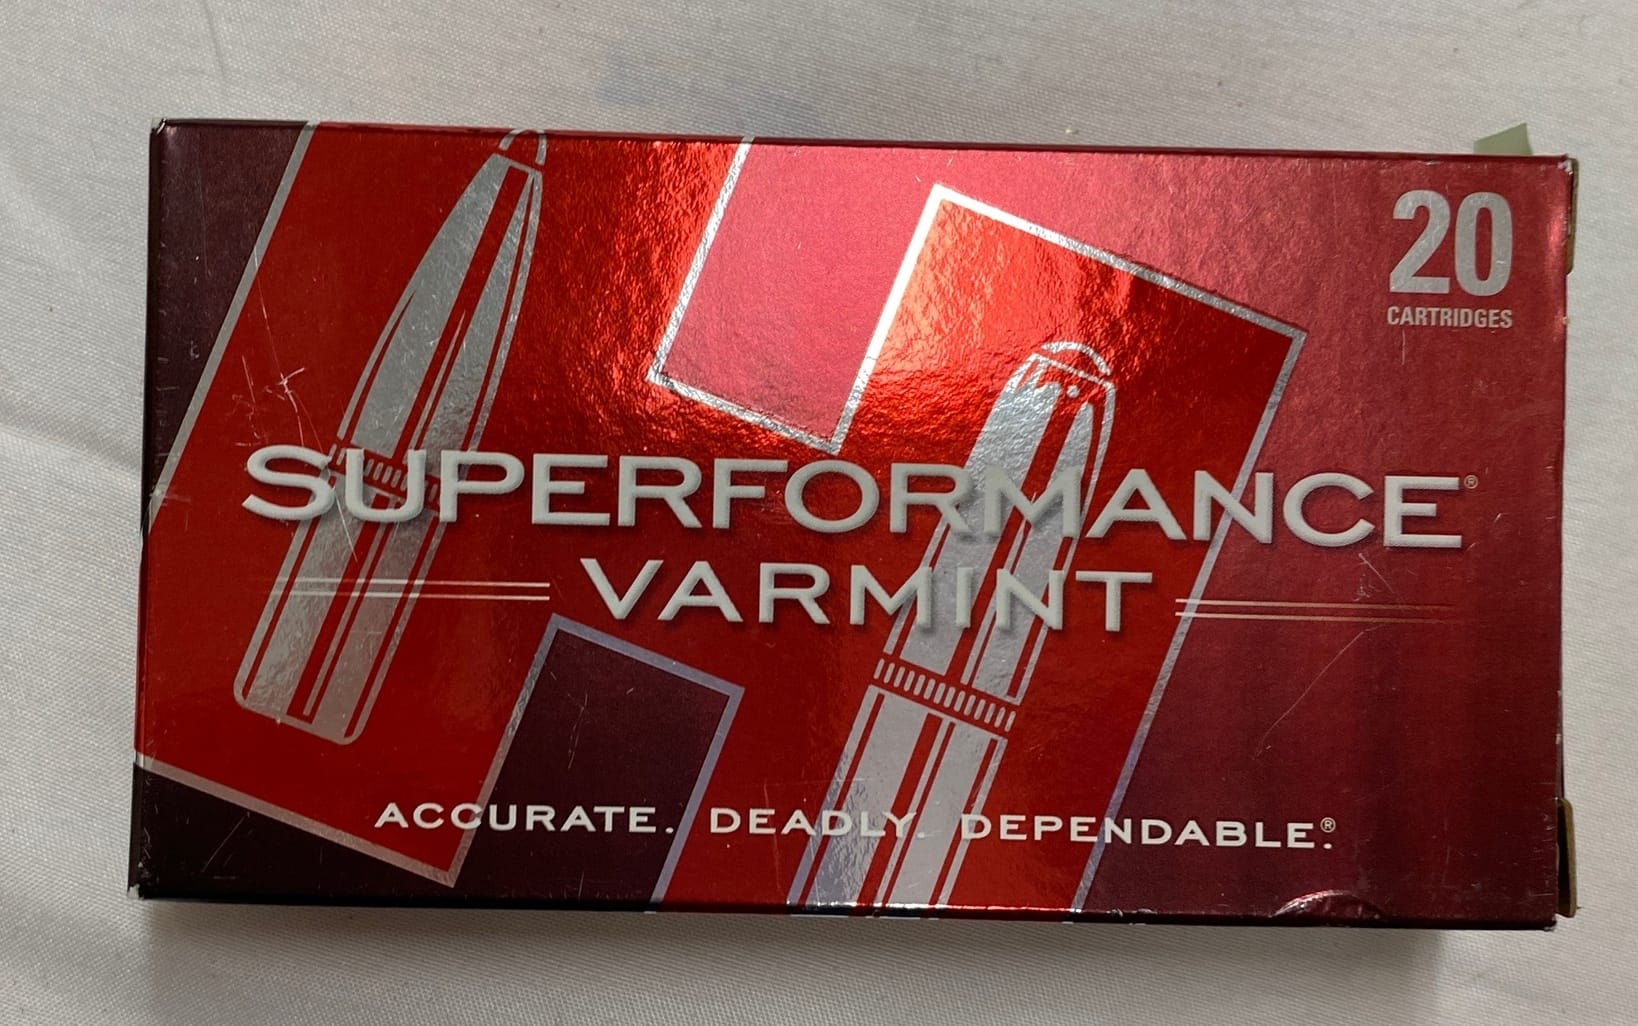 20
CARTRIDGES
SUPERFORMANCE®
VARMINT
ACCURATE. DEADLY. DEPENDABLE.®